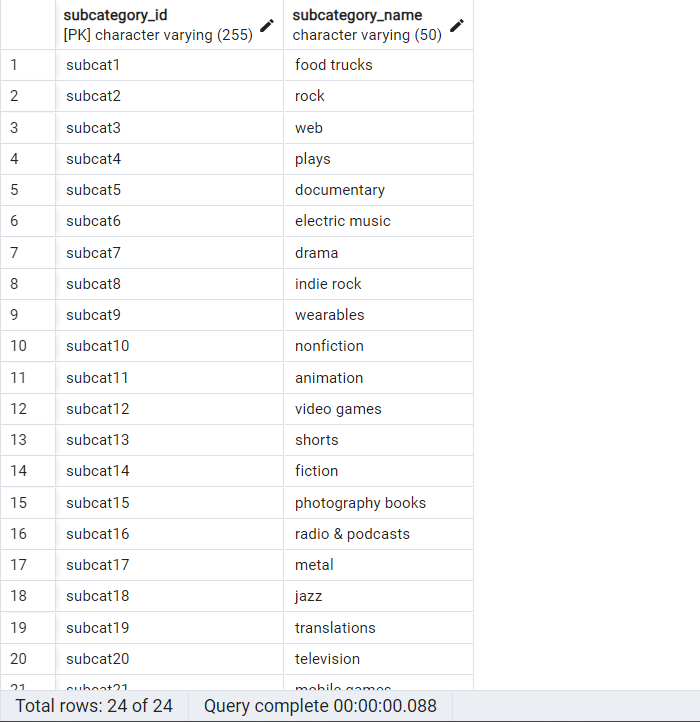 subcategory_id subcategory_name
[PK] character varying (255) character varying (50)
1 subcat1 food trucks
2 subcat2 rock
3 subcat3 web
4 subcat4 plays
5 subcat5 documentary
6 subcat6 electric music
7 subcat7 drama
8 subcat8 indie rock
9 subcat9 wearables
10 subcat10 nonfiction
11 subcat11 animation
12 subcat12 video games
13 subcat13 shorts
14 subcat14 fiction
15 subcat15 photography books
16 subcat16 radio & podcasts
17 subcat17 metal
18 subcat18 jazz
19 subcat19 translations
20 subcat20 television
21 subcat21 mobile games
Total rows: 24 of 24 Query complete 00:00:00.088